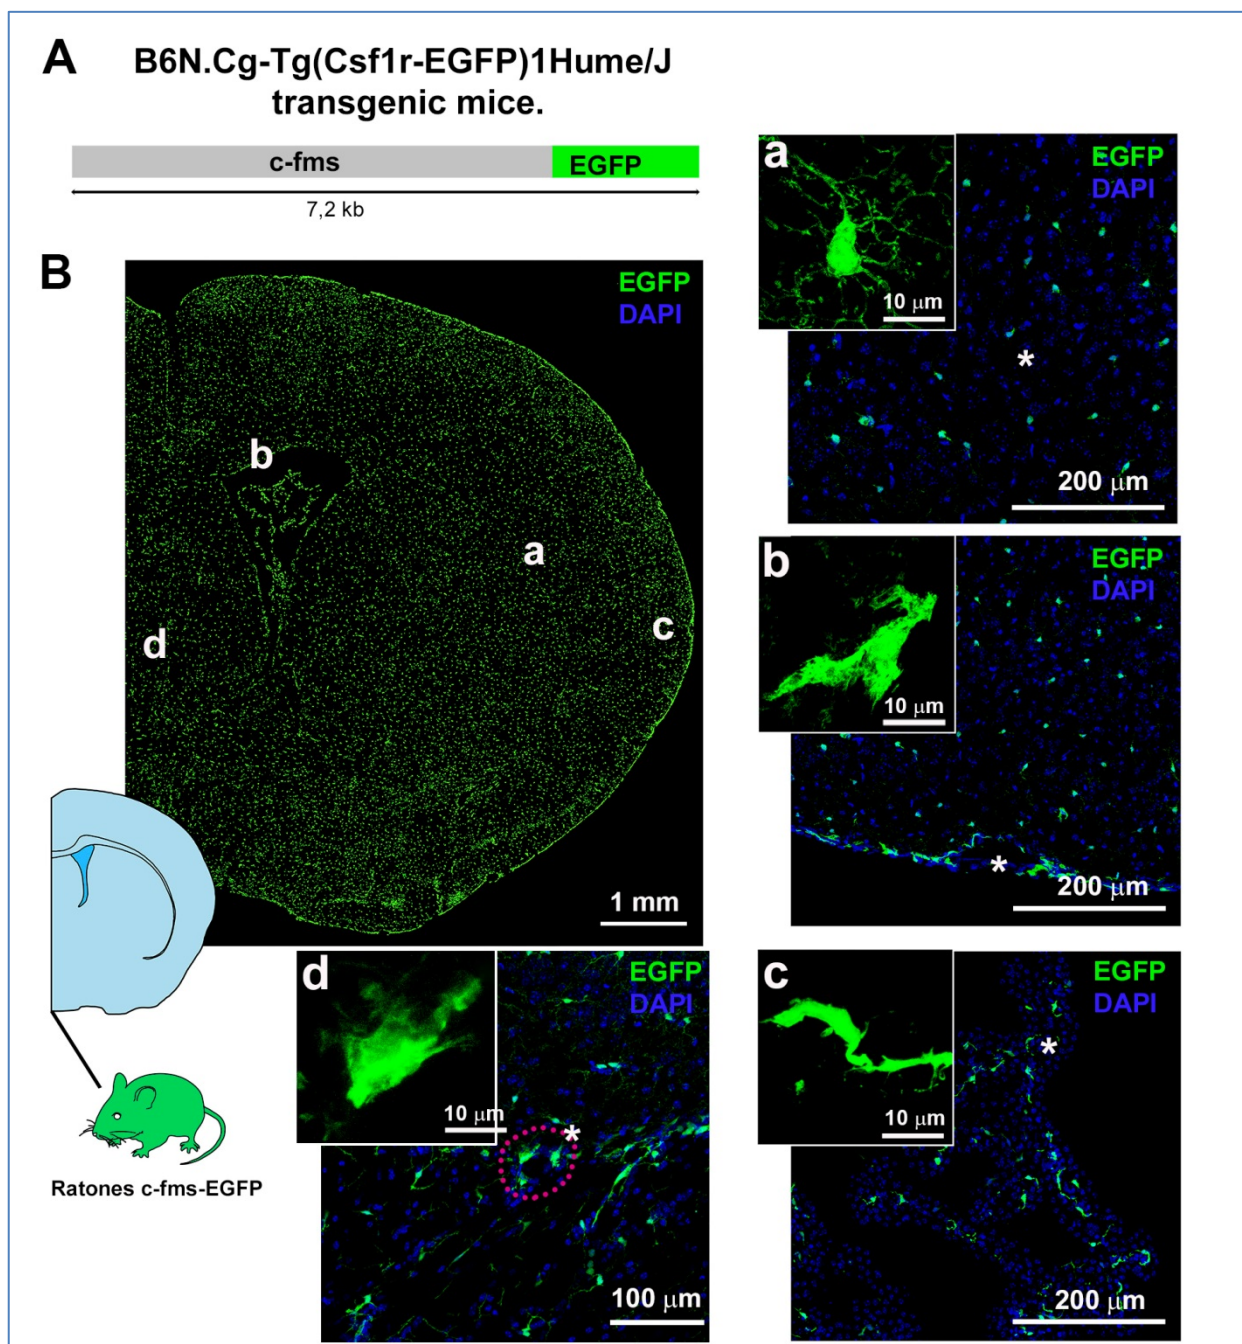 A
B6N.Cg-Tg(Csf1r-EGFP)1Hume/J
transgenic mice.
c-fms
EGFP
7,2 kb
B
EGFP
DAPI
b
a
c
d
1 mm
Ratones c-fms-EGFP
a
EGFP
DAPI
10 μm
*
200 μm
b
EGFP
DAPI
10 μm
*
200 μm
d
EGFP
DAPI
10 μm
*
100 μm
c
EGFP
DAPI
*
10 μm
200 μm